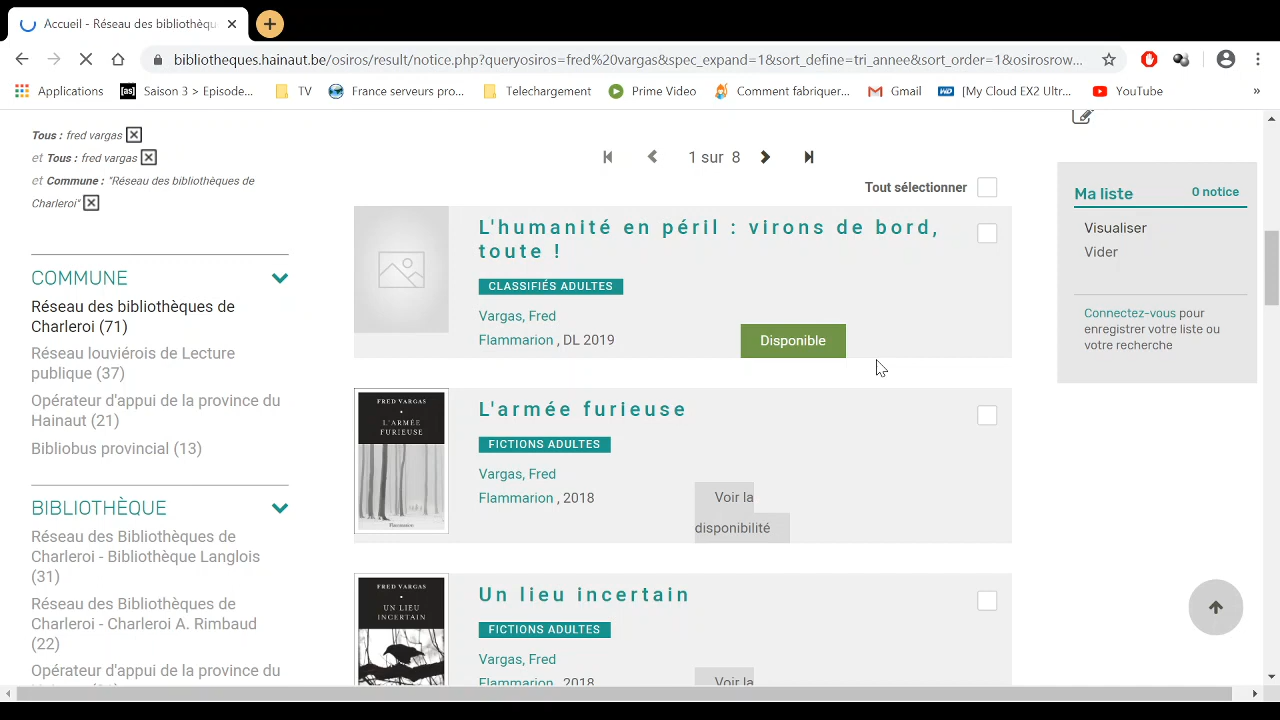 Accueil - Réseau des bibliothèqu
bibliotheques.hainaut.be/osiros/result/notice.php?queryosiros=fred%20vargas&spec_expand=1&sort_define=tri_annee&sort_order=1&osirosrow...
Applications
[as] Saison 3 > Episode...
TV
France serveurs pro...
Telechargement
Prime Video
Comment fabriquer...
Gmail
WD [My Cloud EX2 Ultr...
YouTube
»
Tous : fred vargas
et Tous : fred vargas
et Commune : "Réseau des bibliothèques de
Charleroi"
COMMUNE
Réseau des bibliothèques de
Charleroi (71)
Réseau louviérois de Lecture
publique (37)
Opérateur d'appui de la province du
Hainaut (21)
Bibliobus provincial (13)
BIBLIOTHÈQUE
Réseau des Bibliothèques de
Charleroi - Bibliothèque Langlois
(31)
Réseau des Bibliothèques de
Charleroi - Charleroi A. Rimbaud
(22)
Opérateur d'appui de la province du
1 sur 8
Tout sélectionner
L'humanité en péril : virons de bord,
toute !
CLASSIFIÉS ADULTES
Vargas, Fred
Flammarion , DL 2019
Disponible
FRED VARGAS
L'ARMÉE
FURIEUSE
Flammarion
L'armée furieuse
FICTIONS ADULTES
Vargas, Fred
Flammarion , 2018
Voir la
disponibilité
FRED VARGAS
UN LIEU
INCERTAIN
Un lieu incertain
FICTIONS ADULTES
Vargas, Fred
Flammarion , 2018
Voir la
Ma liste
0 notice
Visualiser
Vider
Connectez-vous pour
enregistrer votre liste ou
votre recherche